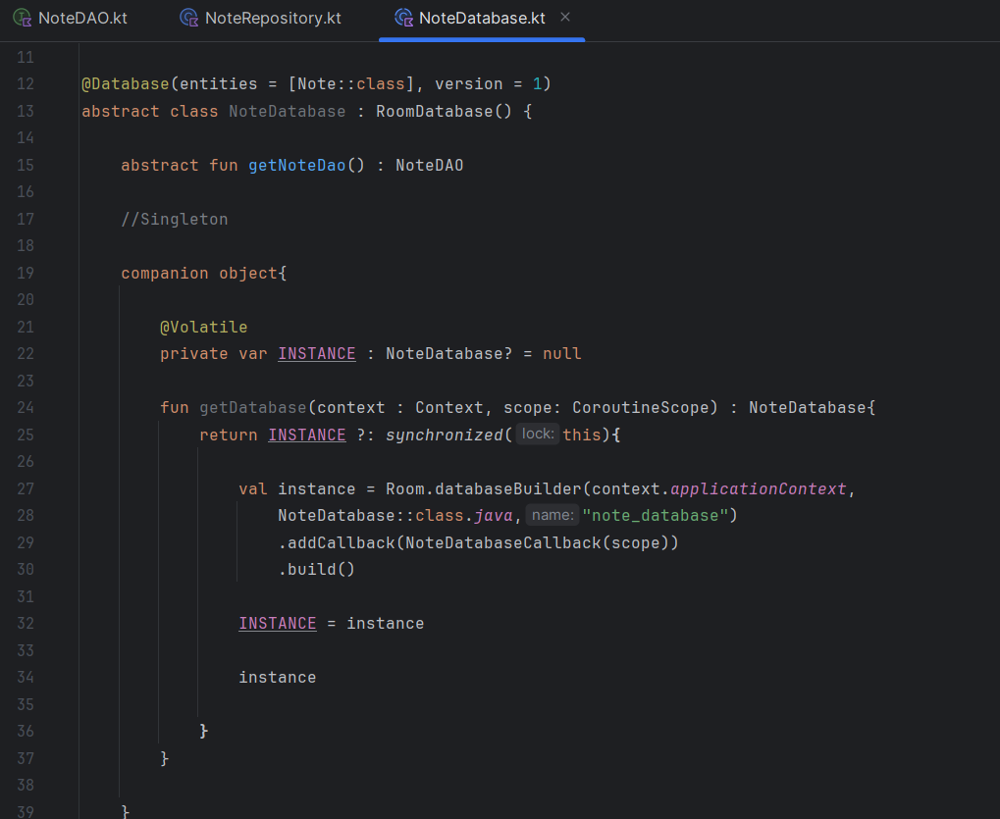 NoteDAO.kt NoteRepository.kt NoteDatabase.kt ×
11
12 @Database(entities = [Note::class], version = 1)
13 abstract class NoteDatabase : RoomDatabase() {
14
15 abstract fun getNoteDao() : NoteDAO
16
17 //Singleton
18
19 companion object{
20
21 @Volatile
22 private var INSTANCE : NoteDatabase? = null
23
24 fun getDatabase(context : Context, scope: CoroutineScope) : NoteDatabase{
25 return INSTANCE ?: synchronized( lock: this){
26
27 val instance = Room.databaseBuilder(context.applicationContext,
28 NoteDatabase::class.java, name: "note_database")
29 .addCallback(NoteDatabaseCallback(scope))
30 .build()
31
32 INSTANCE = instance
33
34 instance
35
36 }
37 }
38
39 }